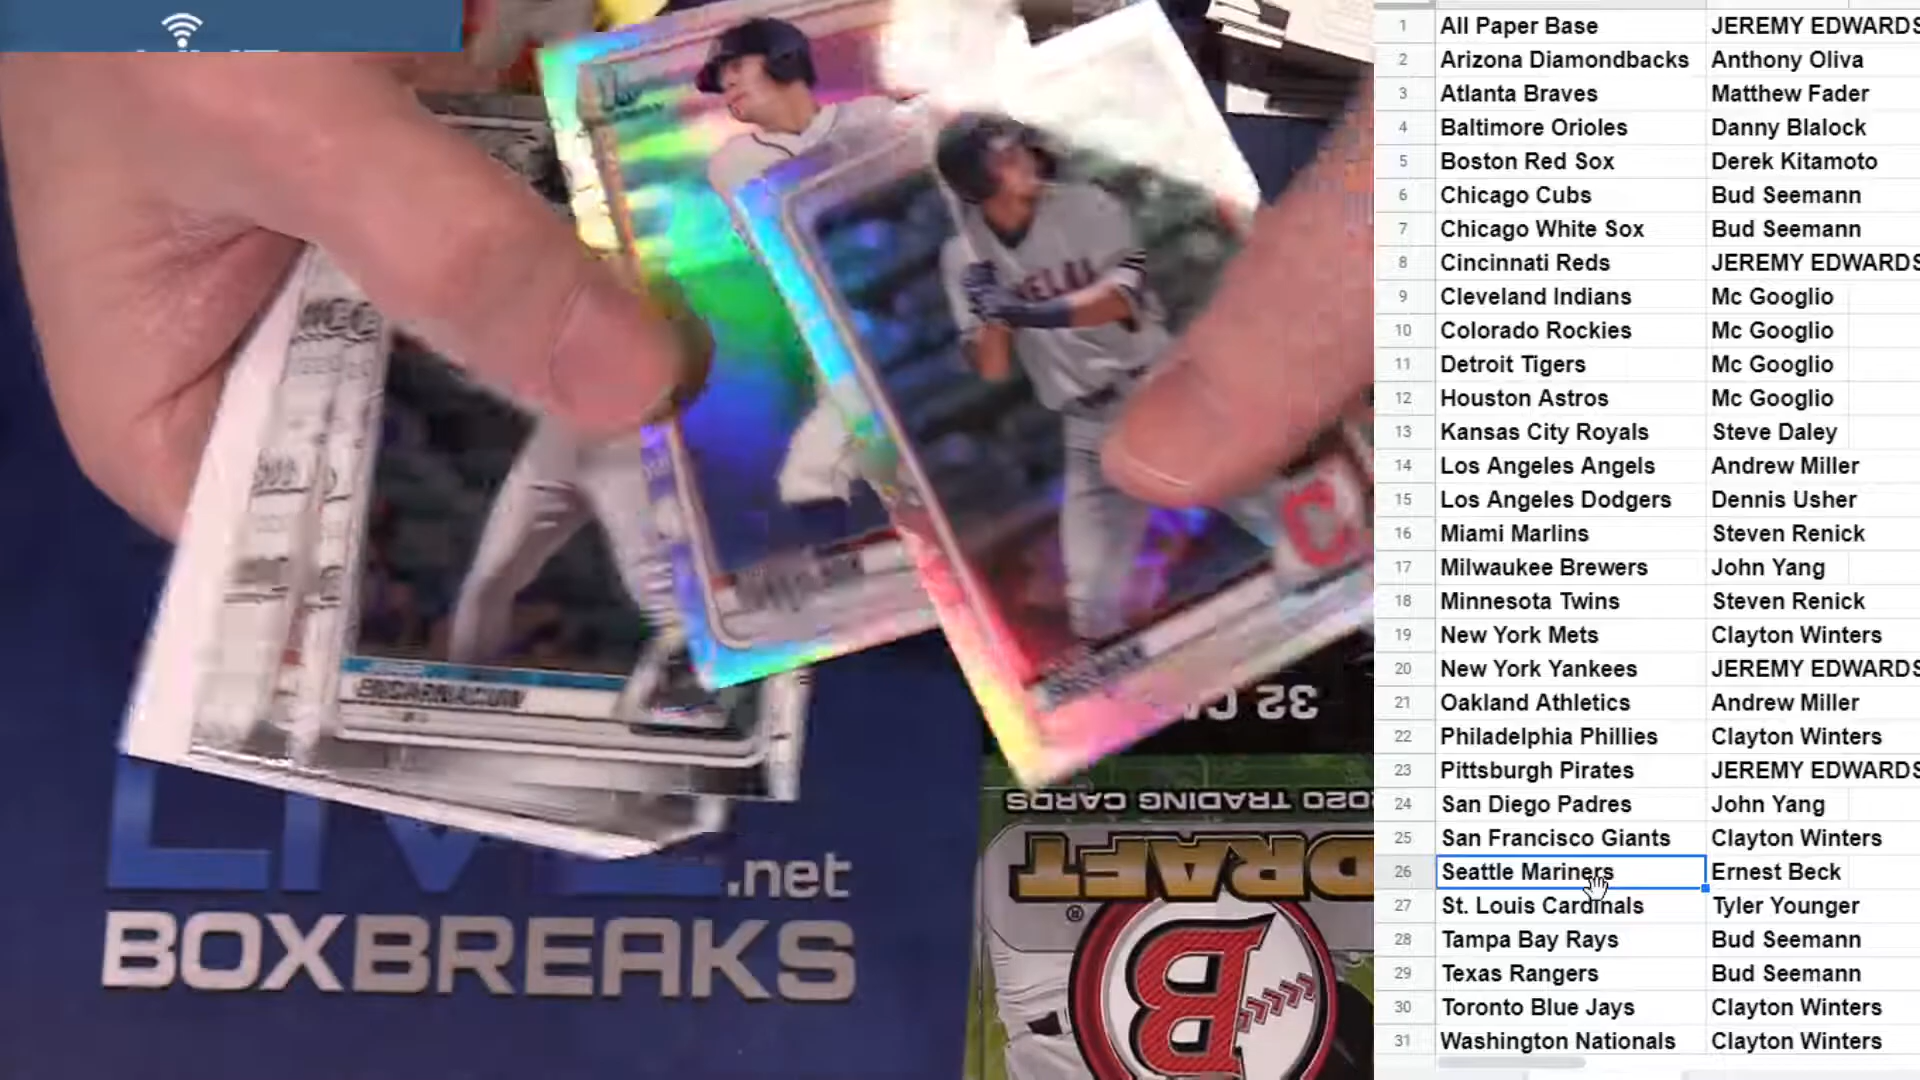 1 All Paper Base JEREMY EDWARDS
2 Arizona Diamondbacks Anthony Oliva
3 Atlanta Braves Matthew Fader
4 Baltimore Orioles Danny Blalock
5 Boston Red Sox Derek Kitamoto
6 Chicago Cubs Bud Seemann
7 Chicago White Sox Bud Seemann
8 Cincinnati Reds JEREMY EDWARDS
9 Cleveland Indians Mc Googlio
10 Colorado Rockies Mc Googlio
11 Detroit Tigers Mc Googlio
12 Houston Astros Mc Googlio
13 Kansas City Royals Steve Daley
14 Los Angeles Angels Andrew Miller
15 Los Angeles Dodgers Dennis Usher
16 Miami Marlins Steven Renick
17 Milwaukee Brewers John Yang
18 Minnesota Twins Steven Renick
19 New York Mets Clayton Winters
20 New York Yankees JEREMY EDWARDS
21 Oakland Athletics Andrew Miller
22 Philadelphia Phillies Clayton Winters
23 Pittsburgh Pirates JEREMY EDWARDS
24 San Diego Padres John Yang
25 San Francisco Giants Clayton Winters
26 Seattle Mariners Ernest Beck
27 St. Louis Cardinals Tyler Younger
28 Tampa Bay Rays Bud Seemann
29 Texas Rangers Bud Seemann
30 Toronto Blue Jays Clayton Winters
31 Washington Nationals Clayton Winters
ENCARNACION
32
2020 TRADING CARDS
DRAFT
B
LIVE.net
BOXBREAKS